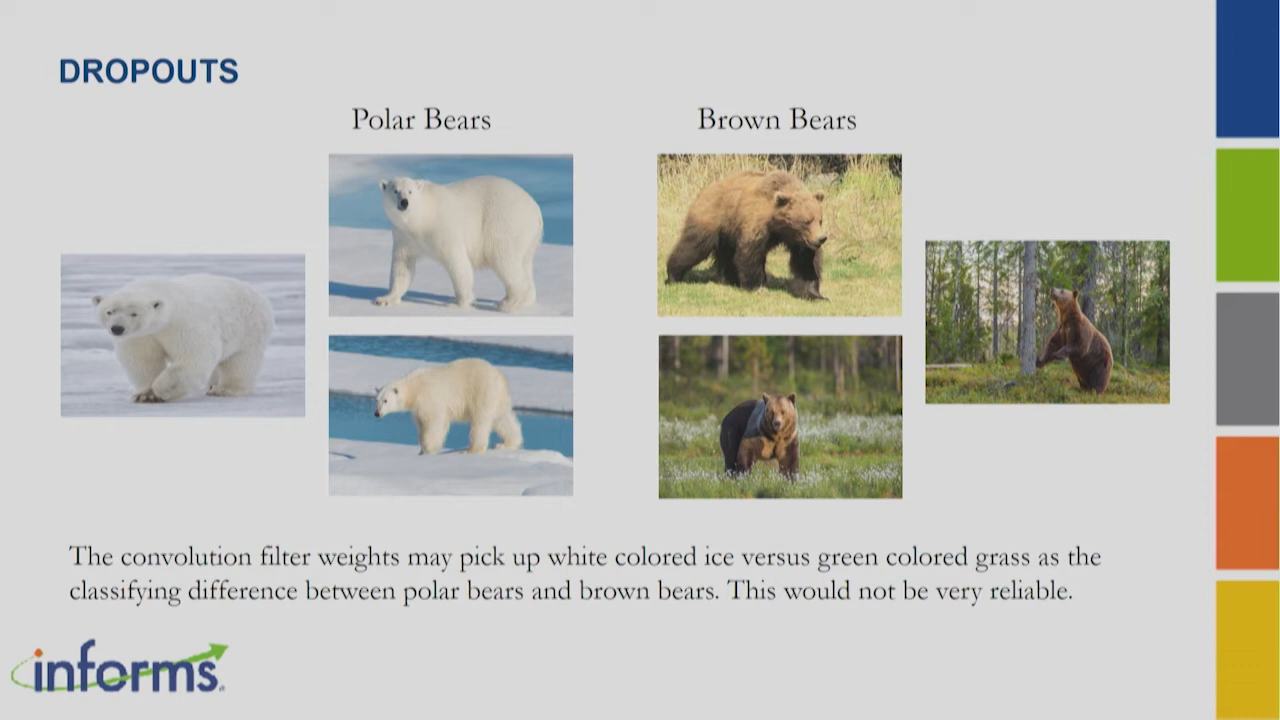 DROPOUTS
Polar Bears
Brown Bears
The convolution filter weights may pick up white colored ice versus green colored grass as the
classifying difference between polar bears and brown bears. This would not be very reliable.
informs